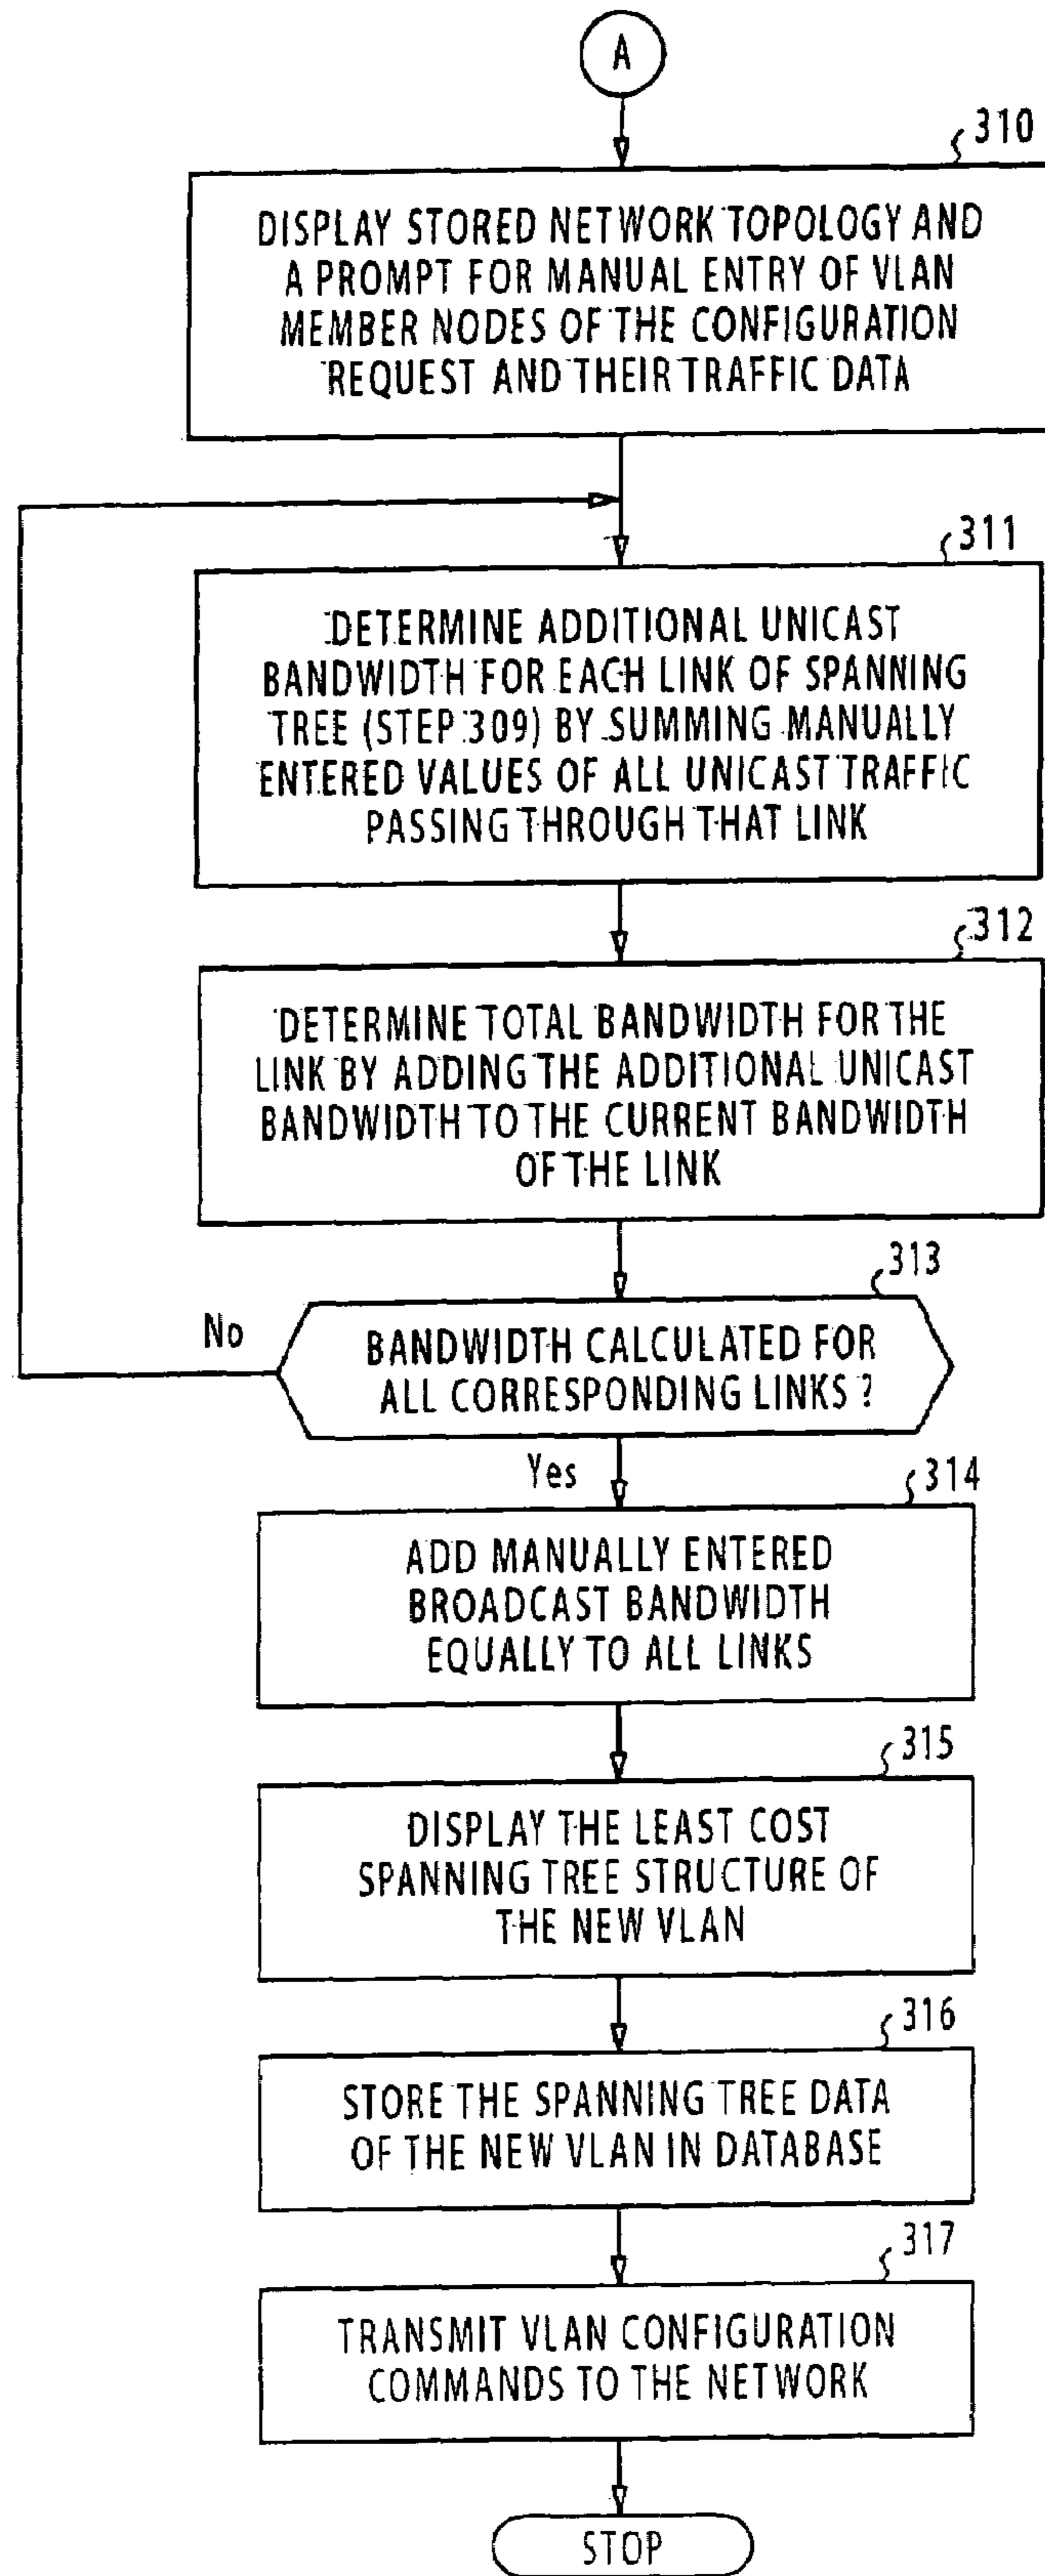 A
310
DISPLAY STORED NETWORK TOPOLOGY AND
A PROMPT FOR MANUAL ENTRY OF VLAN
MEMBER NODES OF THE CONFIGURATION
REQUEST AND THEIR TRAFFIC DATA
311
DETERMINE ADDITIONAL UNICAST
BANDWIDTH FOR EACH LINK OF SPANNING
TREE (STEP 309) BY SUMMING MANUALLY
ENTERED VALUES OF ALL UNICAST TRAFFIC
PASSING THROUGH THAT LINK
312
DETERMINE TOTAL BANDWIDTH FOR THE
LINK BY ADDING THE ADDITIONAL UNICAST
BANDWIDTH TO THE CURRENT BANDWIDTH
OF THE LINK
313
No
BANDWIDTH CALCULATED FOR
ALL CORRESPONDING LINKS ?
Yes
314
ADD MANUALLY ENTERED
BROADCAST BANDWIDTH
EQUALLY TO ALL LINKS
315
DISPLAY THE LEAST COST
SPANNING TREE STRUCTURE OF
THE NEW VLAN
316
STORE THE SPANNING TREE DATA
OF THE NEW VLAN IN DATABASE
317
TRANSMIT VLAN CONFIGURATION
COMMANDS TO THE NETWORK
STOP